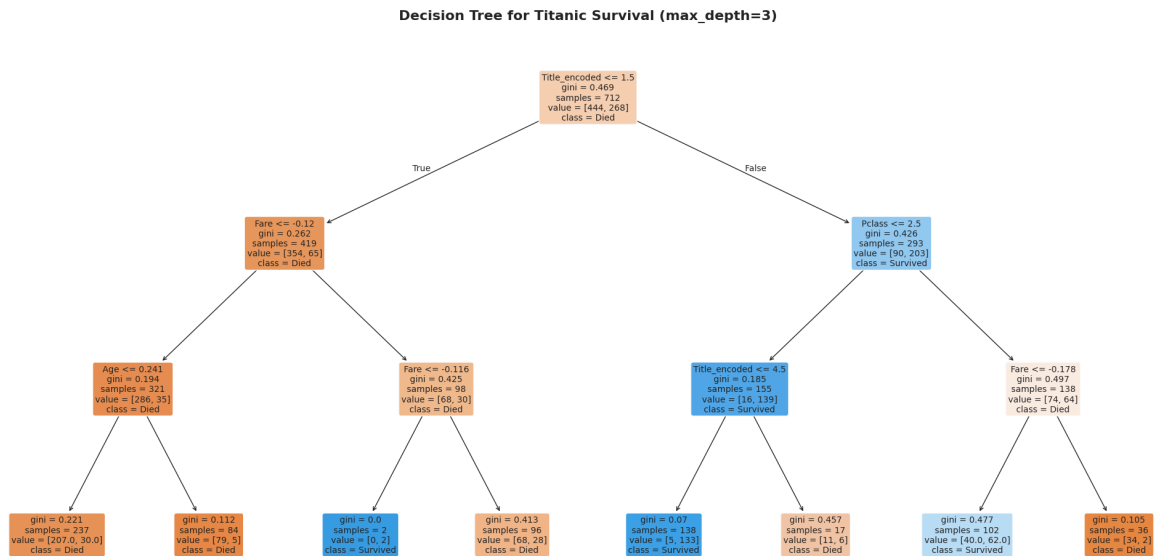 Decision Tree for Titanic Survival (max_depth=3)
Title_encoded <= 1.5
gini = 0.469
samples = 712
value = [444, 268]
class = Died
True
False
Fare <= -0.12
gini = 0.262
samples = 419
value = [354, 65]
class = Died
Pclass <= 2.5
gini = 0.426
samples = 293
value = [90, 203]
class = Survived
Age <= 0.241
gini = 0.194
samples = 321
value = [286, 35]
class = Died
Fare <= -0.116
gini = 0.425
samples = 98
value = [68, 30]
class = Died
Title_encoded <= 4.5
gini = 0.185
samples = 155
value = [16, 139]
class = Survived
Fare <= -0.178
gini = 0.497
samples = 138
value = [74, 64]
class = Died
gini = 0.221
samples = 237
value = [207.0, 30.0]
class = Died
gini = 0.112
samples = 84
value = [79, 5]
class = Died
gini = 0.0
samples = 2
value = [0, 2]
class = Survived
gini = 0.413
samples = 96
value = [68, 28]
class = Died
gini = 0.07
samples = 138
value = [5, 133]
class = Survived
gini = 0.457
samples = 17
value = [11, 6]
class = Died
gini = 0.477
samples = 102
value = [40.0, 62.0]
class = Survived
gini = 0.105
samples = 36
value = [34, 2]
class = Died